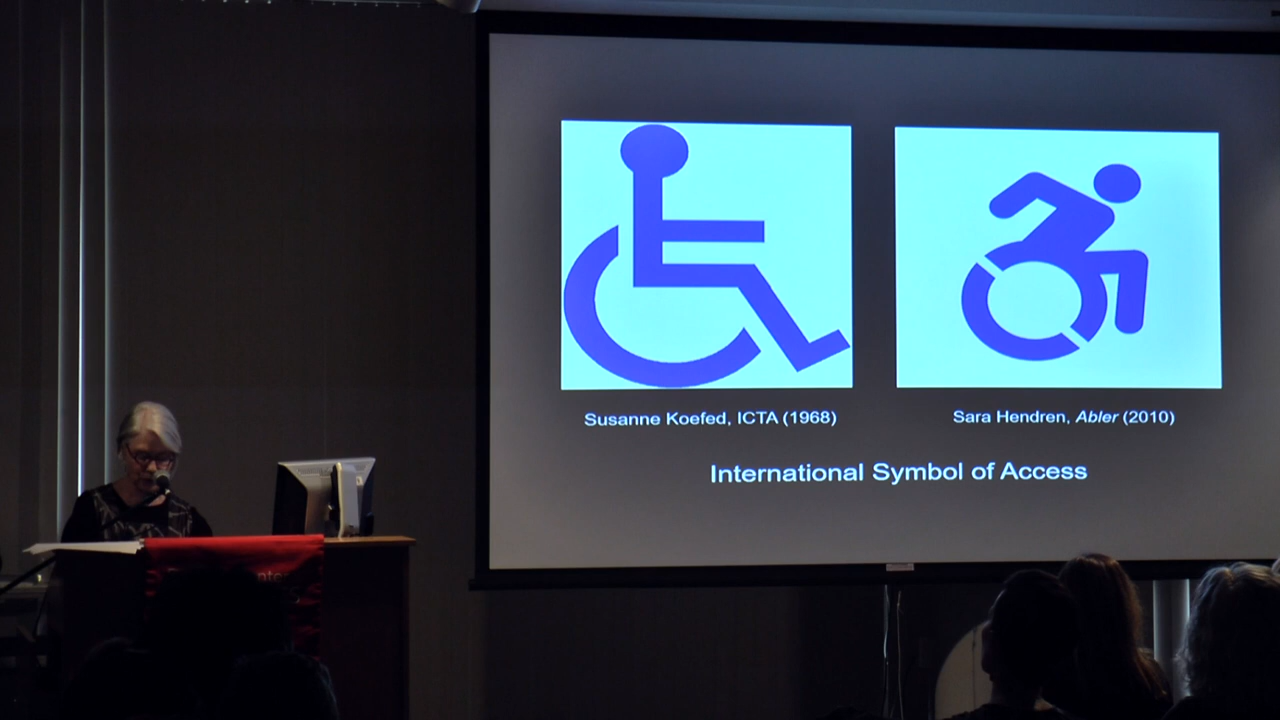 Susanne Koefed, ICTA (1968)
Sara Hendren, Abler (2010)
International Symbol of Access